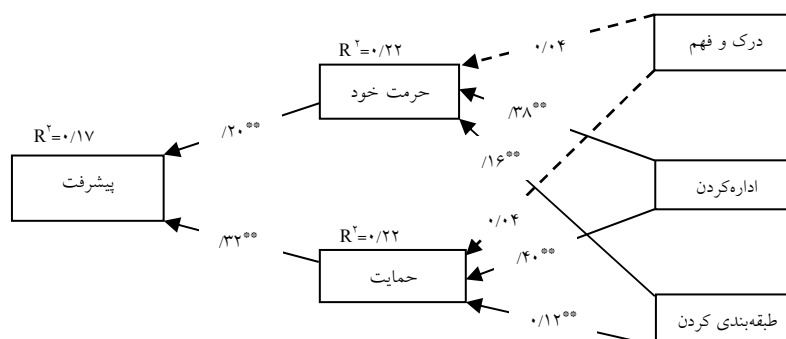 درک و فهم
۰/۰۴
R۲=۰/۲۲
حرمت خود
/۳۸**
/۲۰**
R۲=۰/۱۷
/۱۶**
اداره‌کردن
پیشرفت
۰/۰۴
R۲=۰/۲۲
/۳۲**
/۴۰**
حمایت
طبقه‌بندی کردن
۰/۱۲**